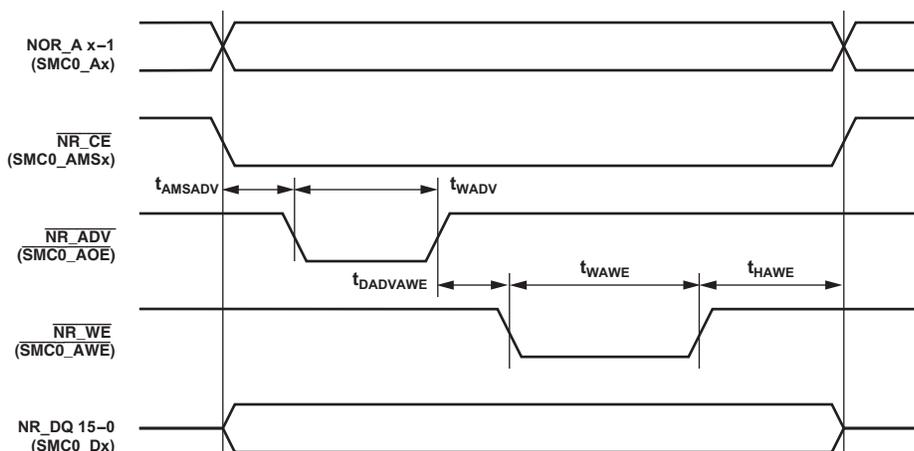 NOR_A x–1
(SMC0_Ax)
NR_CE
(SMC0_AMSx)
tAMSADV
tWADV
NR_ADV
(SMC0_AOE)
tDADVAWE
tWAWE
tHAWE
NR_WE
(SMC0_AWE)
NR_DQ 15–0
(SMC0_Dx)